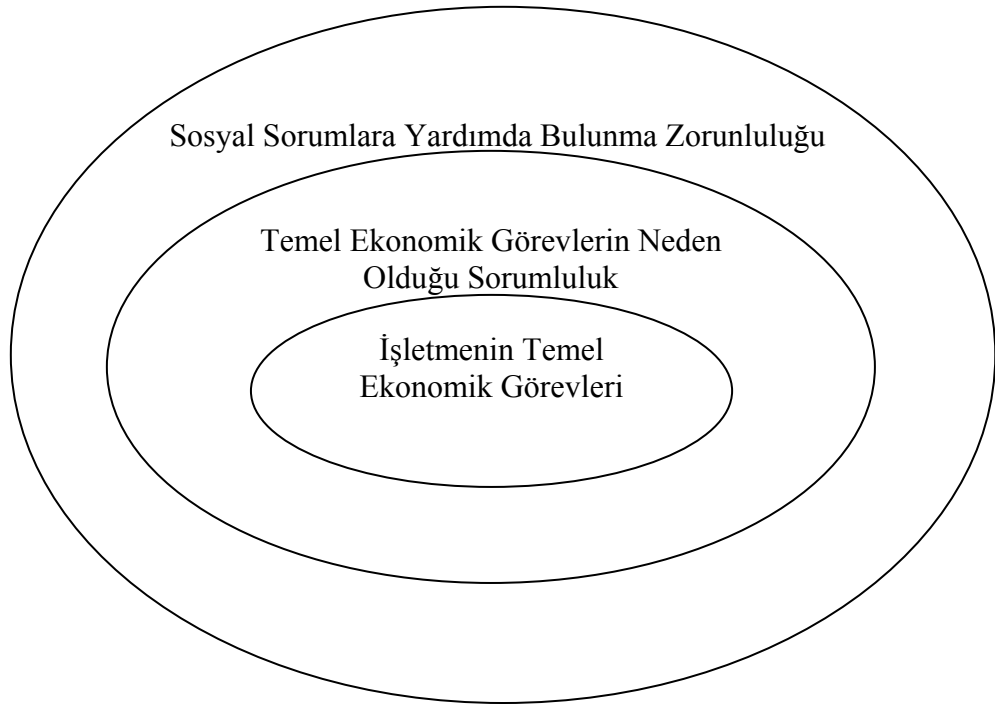 Sosyal Sorumlara Yardımda Bulunma Zorunluluğu
Temel Ekonomik Görevlerin Neden
Olduğu Sorumluluk
İşletmenin Temel
Ekonomik Görevleri